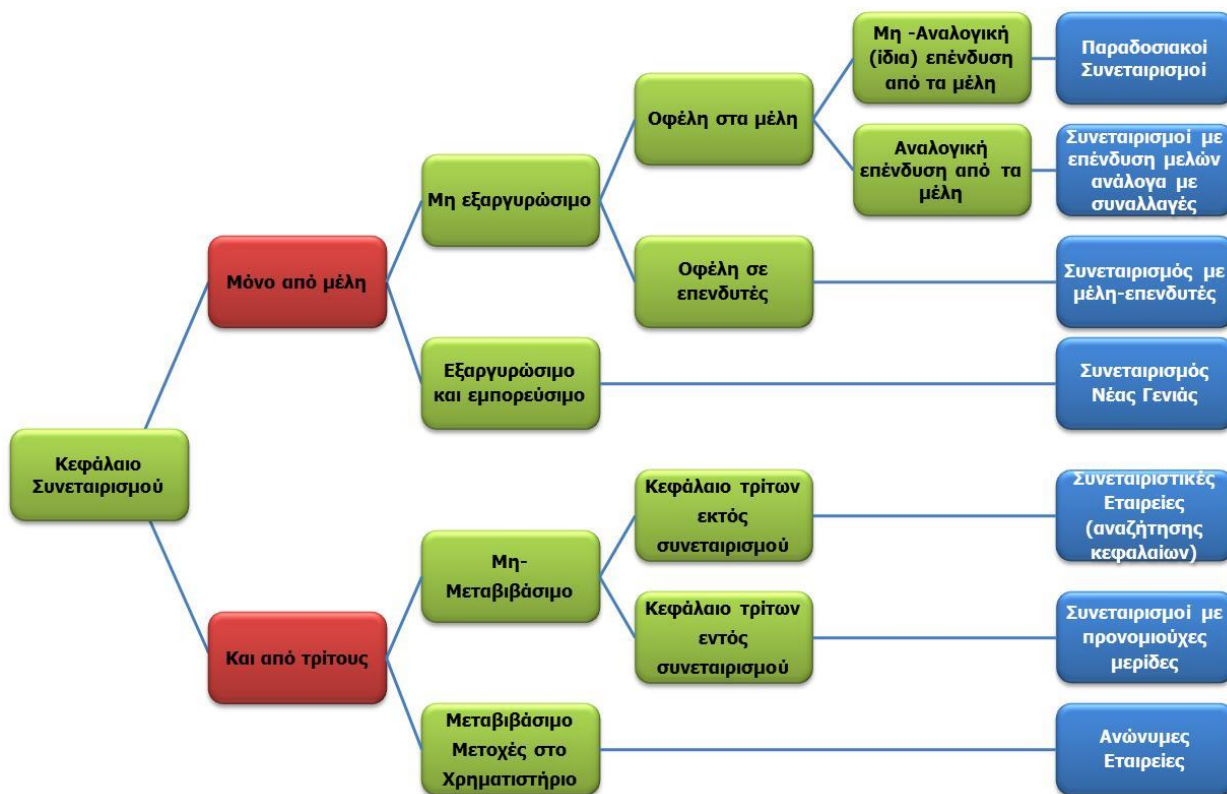 Κεφάλαιο
Συνεταιρισμού
Μόνο από μέλη
Και από τρίτους
Μη εξαργυρώσιμο
Εξαργυρώσιμο
και εμπορεύσιμο
Μη-
Μεταβιβάσιμο
Μεταβιβάσιμο
Μετοχές στο
Χρηματιστήριο
Οφέλη στα μέλη
Οφέλη σε
επενδυτές
Κεφάλαιο τρίτων
εκτός
συνεταιρισμού
Κεφάλαιο τρίτων
εντός
συνεταιρισμού
Μη -Αναλογική
(ίδια) επένδυση
από τα μέλη
Αναλογική
επένδυση από τα
μέλη
Παραδοσιακοί
Συνεταιρισμοί
Συνεταιρισμοί με
επένδυση μελών
ανάλογα με
συναλλαγές
Συνεταιρισμός με
μέλη-επενδυτές
Συνεταιρισμός
Νέας Γενιάς
Συνεταιριστικές
Εταιρείες
(αναζήτησης
κεφαλαίων)
Συνεταιρισμοί με
προνομιούχες
μερίδες
Ανώνυμες
Εταιρείες